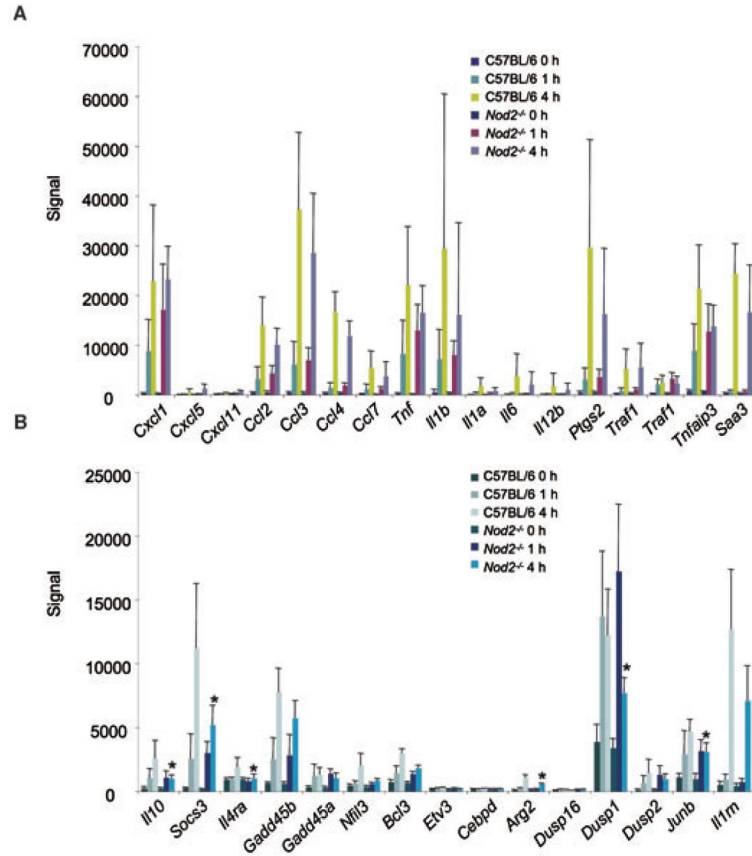 A
70000
60000
50000
40000
30000
20000
10000
0
Signal
C57BL/6 0 h
C57BL/6 1 h
C57BL/6 4 h
Nod2-/- 0 h
Nod2-/- 1 h
Nod2-/- 4 h
Cxcl1 Cxcl5 Cxcl11 Ccl2 Ccl3 Ccl4 Ccl7 Tnf Il1b Il1a Il6 Il12b Ptgs2 Traf1 Traf1 Tnfaip3 Saa3
B
25000
20000
15000
10000
5000
0
Signal
C57BL/6 0 h
C57BL/6 1 h
C57BL/6 4 h
Nod2-/- 0 h
Nod2-/- 1 h
Nod2-/- 4 h
* * * * * *
Il10 Socs3 Il4ra Gadd45b Gadd45a Nfil3 Bcl3 Etv3 Cebpd Arg2 Dusp16 Dusp1 Dusp2 Junb Il1rn